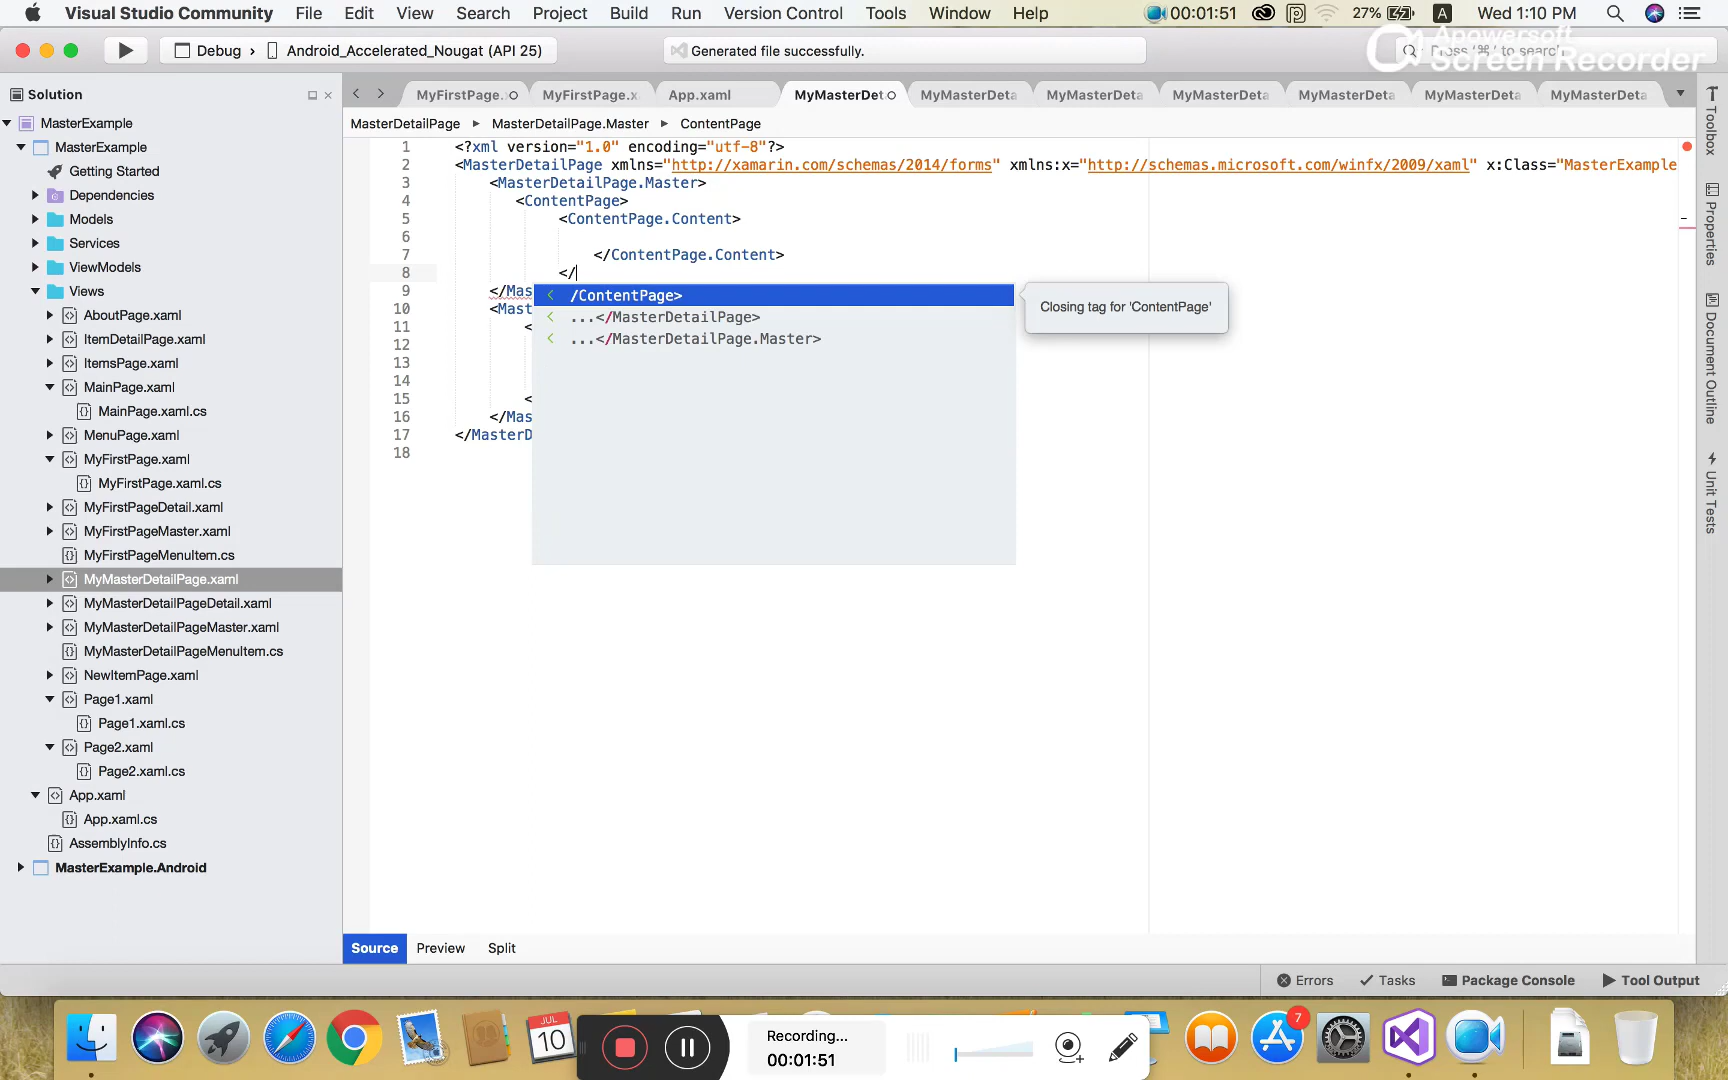 Visual Studio Community File Edit View Search Project Build Run Version Control Tools Window Help 00:01:51 27% A Wed 1:10 PM
Debug › Android_Accelerated_Nougat (API 25) Generated file successfully. Press '⌘.' to search
Apowersoft
Screen Recorder
Solution
MyFirstPage. MyFirstPage.x App.xaml MyMasterDet MyMasterDeta MyMasterDeta MyMasterDeta MyMasterDeta MyMasterDeta MyMasterDeta
MasterDetailPage MasterDetailPage.Master ContentPage
MasterExample
MasterExample
Getting Started
Dependencies
Models
Services
ViewModels
Views
AboutPage.xaml
ItemDetailPage.xaml
ItemsPage.xaml
MainPage.xaml
MainPage.xaml.cs
MenuPage.xaml
MyFirstPage.xaml
MyFirstPage.xaml.cs
MyFirstPageDetail.xaml
MyFirstPageMaster.xaml
MyFirstPageMenuItem.cs
MyMasterDetailPage.xaml
MyMasterDetailPageDetail.xaml
MyMasterDetailPageMaster.xaml
MyMasterDetailPageMenuItem.cs
NewItemPage.xaml
Page1.xaml
Page1.xaml.cs
Page2.xaml
Page2.xaml.cs
App.xaml
App.xaml.cs
AssemblyInfo.cs
MasterExample.Android
1 <?xml version="1.0" encoding="utf-8"?>
2 <MasterDetailPage xmlns="http://xamarin.com/schemas/2014/forms" xmlns:x="http://schemas.microsoft.com/winfx/2009/xaml" x:Class="MasterExample
3 <MasterDetailPage.Master>
4 <ContentPage>
5 <ContentPage.Content>
6
7 </ContentPage.Content>
8 </
9 </Mas
10 <Mast
11 <
12
13
14
15 <
16 </Mas
17 </MasterD
18
/ContentPage>
...</MasterDetailPage>
...</MasterDetailPage.Master>
Closing tag for 'ContentPage'
Toolbox
Properties
Document Outline
Unit Tests
Source Preview Split
Errors Tasks Package Console Tool Output
JUL
10
Recording...
00:01:51
7